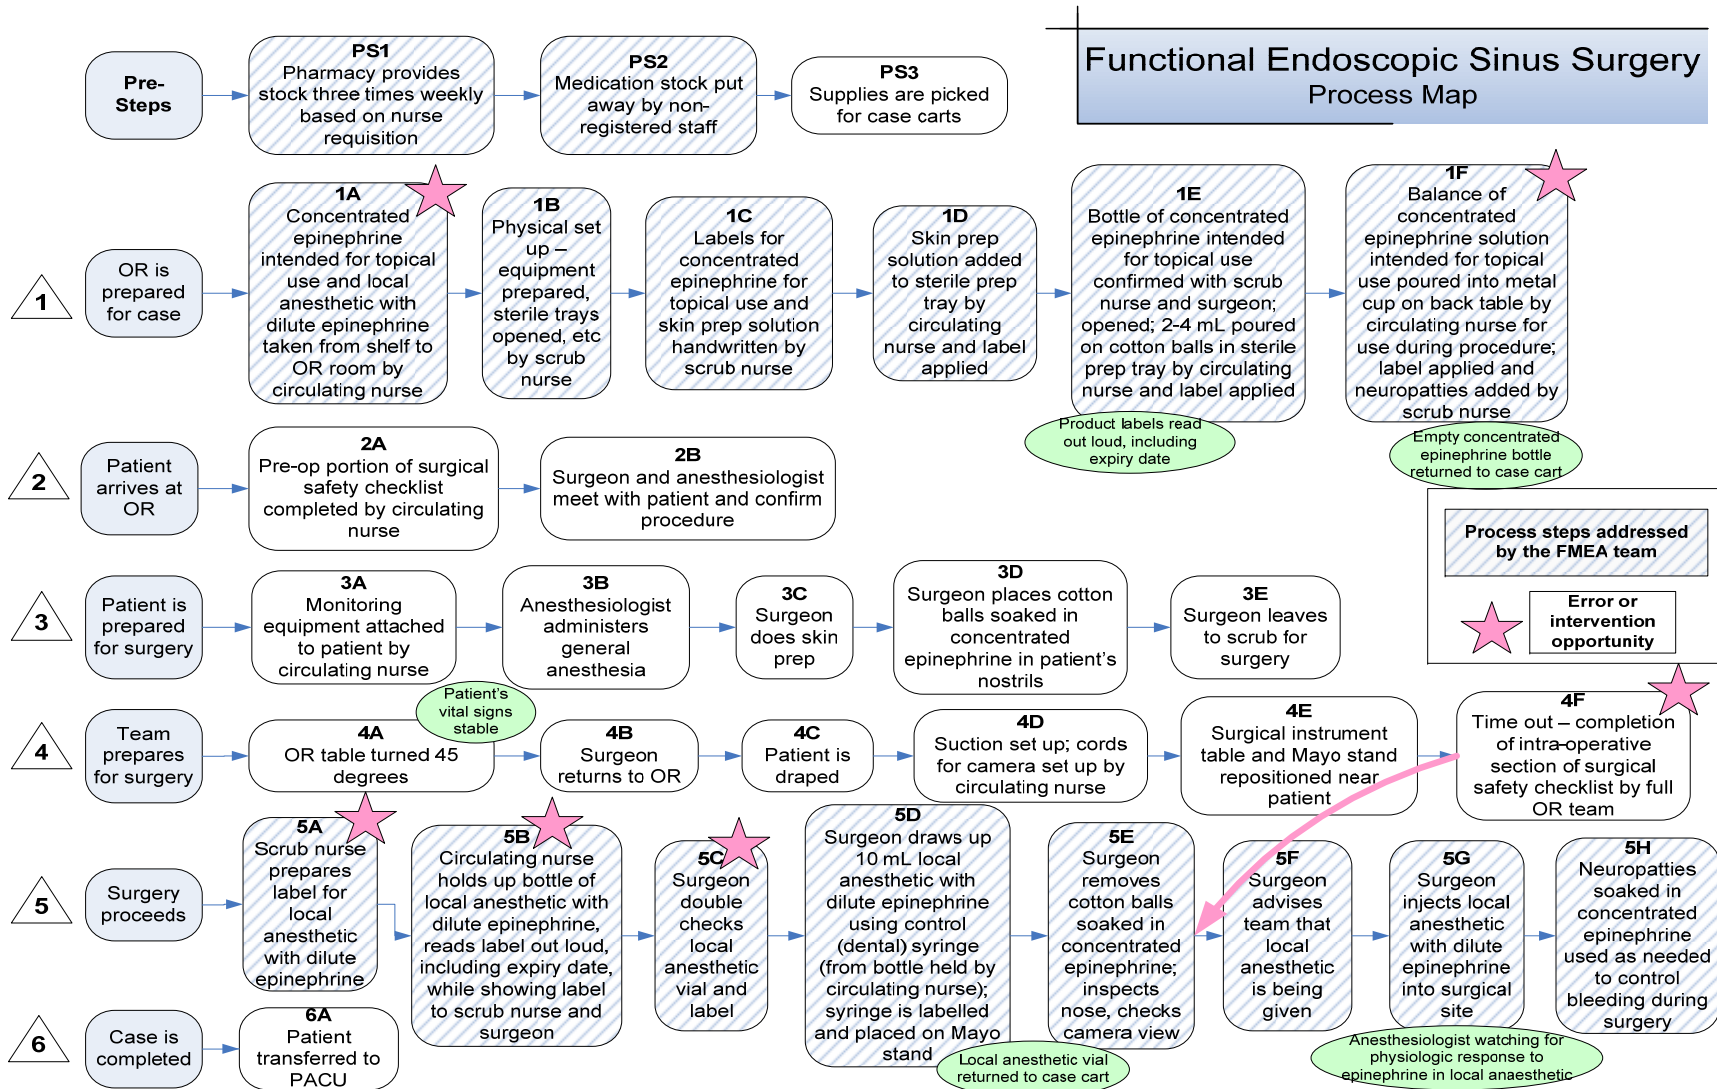 Functional Endoscopic Sinus Surgery
Process Map
Pre-
Steps
PS1
Pharmacy provides
stock three times weekly
based on nurse
requisition
PS2
Medication stock put
away by non-
registered staff
PS3
Supplies are picked
for case carts
1
OR is
prepared
for case
1A
Concentrated
epinephrine
intended for topical
use and local
anesthetic with
dilute epinephrine
taken from shelf to
OR room by
circulating nurse
1B
Physical set
up –
equipment
prepared,
sterile trays
opened, etc
by scrub
nurse
1C
Labels for
concentrated
epinephrine for
topical use and
skin prep solution
handwritten by
scrub nurse
1D
Skin prep
solution added
to sterile prep
tray by
circulating
nurse and label
applied
1E
Bottle of concentrated
epinephrine intended
for topical use
confirmed with scrub
nurse and surgeon;
opened; 2-4 mL poured
on cotton balls in sterile
prep tray by circulating
nurse and label applied
Product labels read
out loud, including
expiry date
1F
Balance of
concentrated
epinephrine solution
intended for topical
use poured into metal
cup on back table by
circulating nurse for
use during procedure;
label applied and
neuropatties added by
scrub nurse
Empty concentrated
epinephrine bottle
returned to case cart
2
Patient
arrives at
OR
2A
Pre-op portion of surgical
safety checklist
completed by circulating
nurse
2B
Surgeon and anesthesiologist
meet with patient and confirm
procedure
Process steps addressed
by the FMEA team
Error or
intervention
opportunity
3
Patient is
prepared
for surgery
3A
Monitoring
equipment attached
to patient by
circulating nurse
3B
Anesthesiologist
administers
general
anesthesia
3C
Surgeon
does skin
prep
3D
Surgeon places cotton
balls soaked in
concentrated
epinephrine in patient's
nostrils
3E
Surgeon leaves
to scrub for
surgery
Patient's
vital signs
stable
4
Team
prepares
for surgery
4A
OR table turned 45
degrees
4B
Surgeon
returns to OR
4C
Patient is
draped
4D
Suction set up; cords
for camera set up by
circulating nurse
4E
Surgical instrument
table and Mayo stand
repositioned near
patient
4F
Time out – completion
of intra-operative
section of surgical
safety checklist by full
OR team
5
Surgery
proceeds
5A
Scrub nurse
prepares
label for
local
anesthetic
with dilute
epinephrine
5B
Circulating nurse
holds up bottle of
local anesthetic with
dilute epinephrine,
reads label out loud,
including expiry date,
while showing label
to scrub nurse and
surgeon
5C
Surgeon
double
checks
local
anesthetic
vial and
label
5D
Surgeon draws up
10 mL local
anesthetic with
dilute epinephrine
using control
(dental) syringe
(from bottle held by
circulating nurse);
syringe is labelled
and placed on Mayo
stand
Local anesthetic vial
returned to case cart
5E
Surgeon
removes
cotton balls
soaked in
concentrated
epinephrine;
inspects
nose, checks
camera view
5F
Surgeon
advises
team that
local
anesthetic
is being
given
5G
Surgeon
injects local
anesthetic
with dilute
epinephrine
into surgical
site
Anesthesiologist watching for
physiologic response to
epinephrine in local anaesthetic
5H
Neuropatties
soaked in
concentrated
epinephrine
used as needed
to control
bleeding during
surgery
6
Case is
completed
6A
Patient
transferred to
PACU